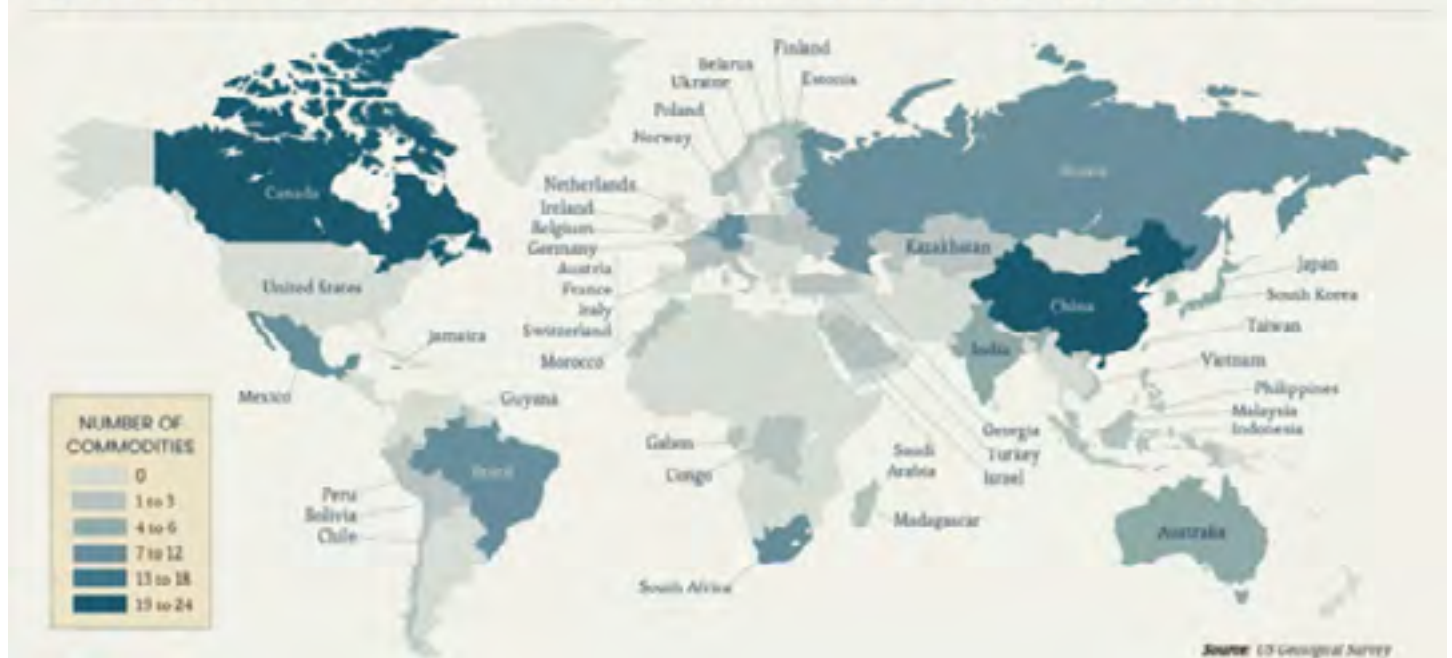 Finland
Belarus
Ukraine
Estonia
Poland
Norway
Netherlands
Ireland
Belgium
Germany
Austria
France
Italy
Switzerland
Morocco
Canada
United States
Mexico
Jamaica
Guyana
Peru
Bolivia
Chile
Brazil
Gabon
Congo
South Africa
Madagascar
Saudi
Arabia
Georgia
Turkey
Israel
Russia
Kazakhstan
China
India
Japan
South Korea
Taiwan
Vietnam
Philippines
Malaysia
Indonesia
Australia
NUMBER OF
COMMODITIES
0
1 to 3
4 to 6
7 to 12
13 to 18
19 to 24
Source: US Geological Survey